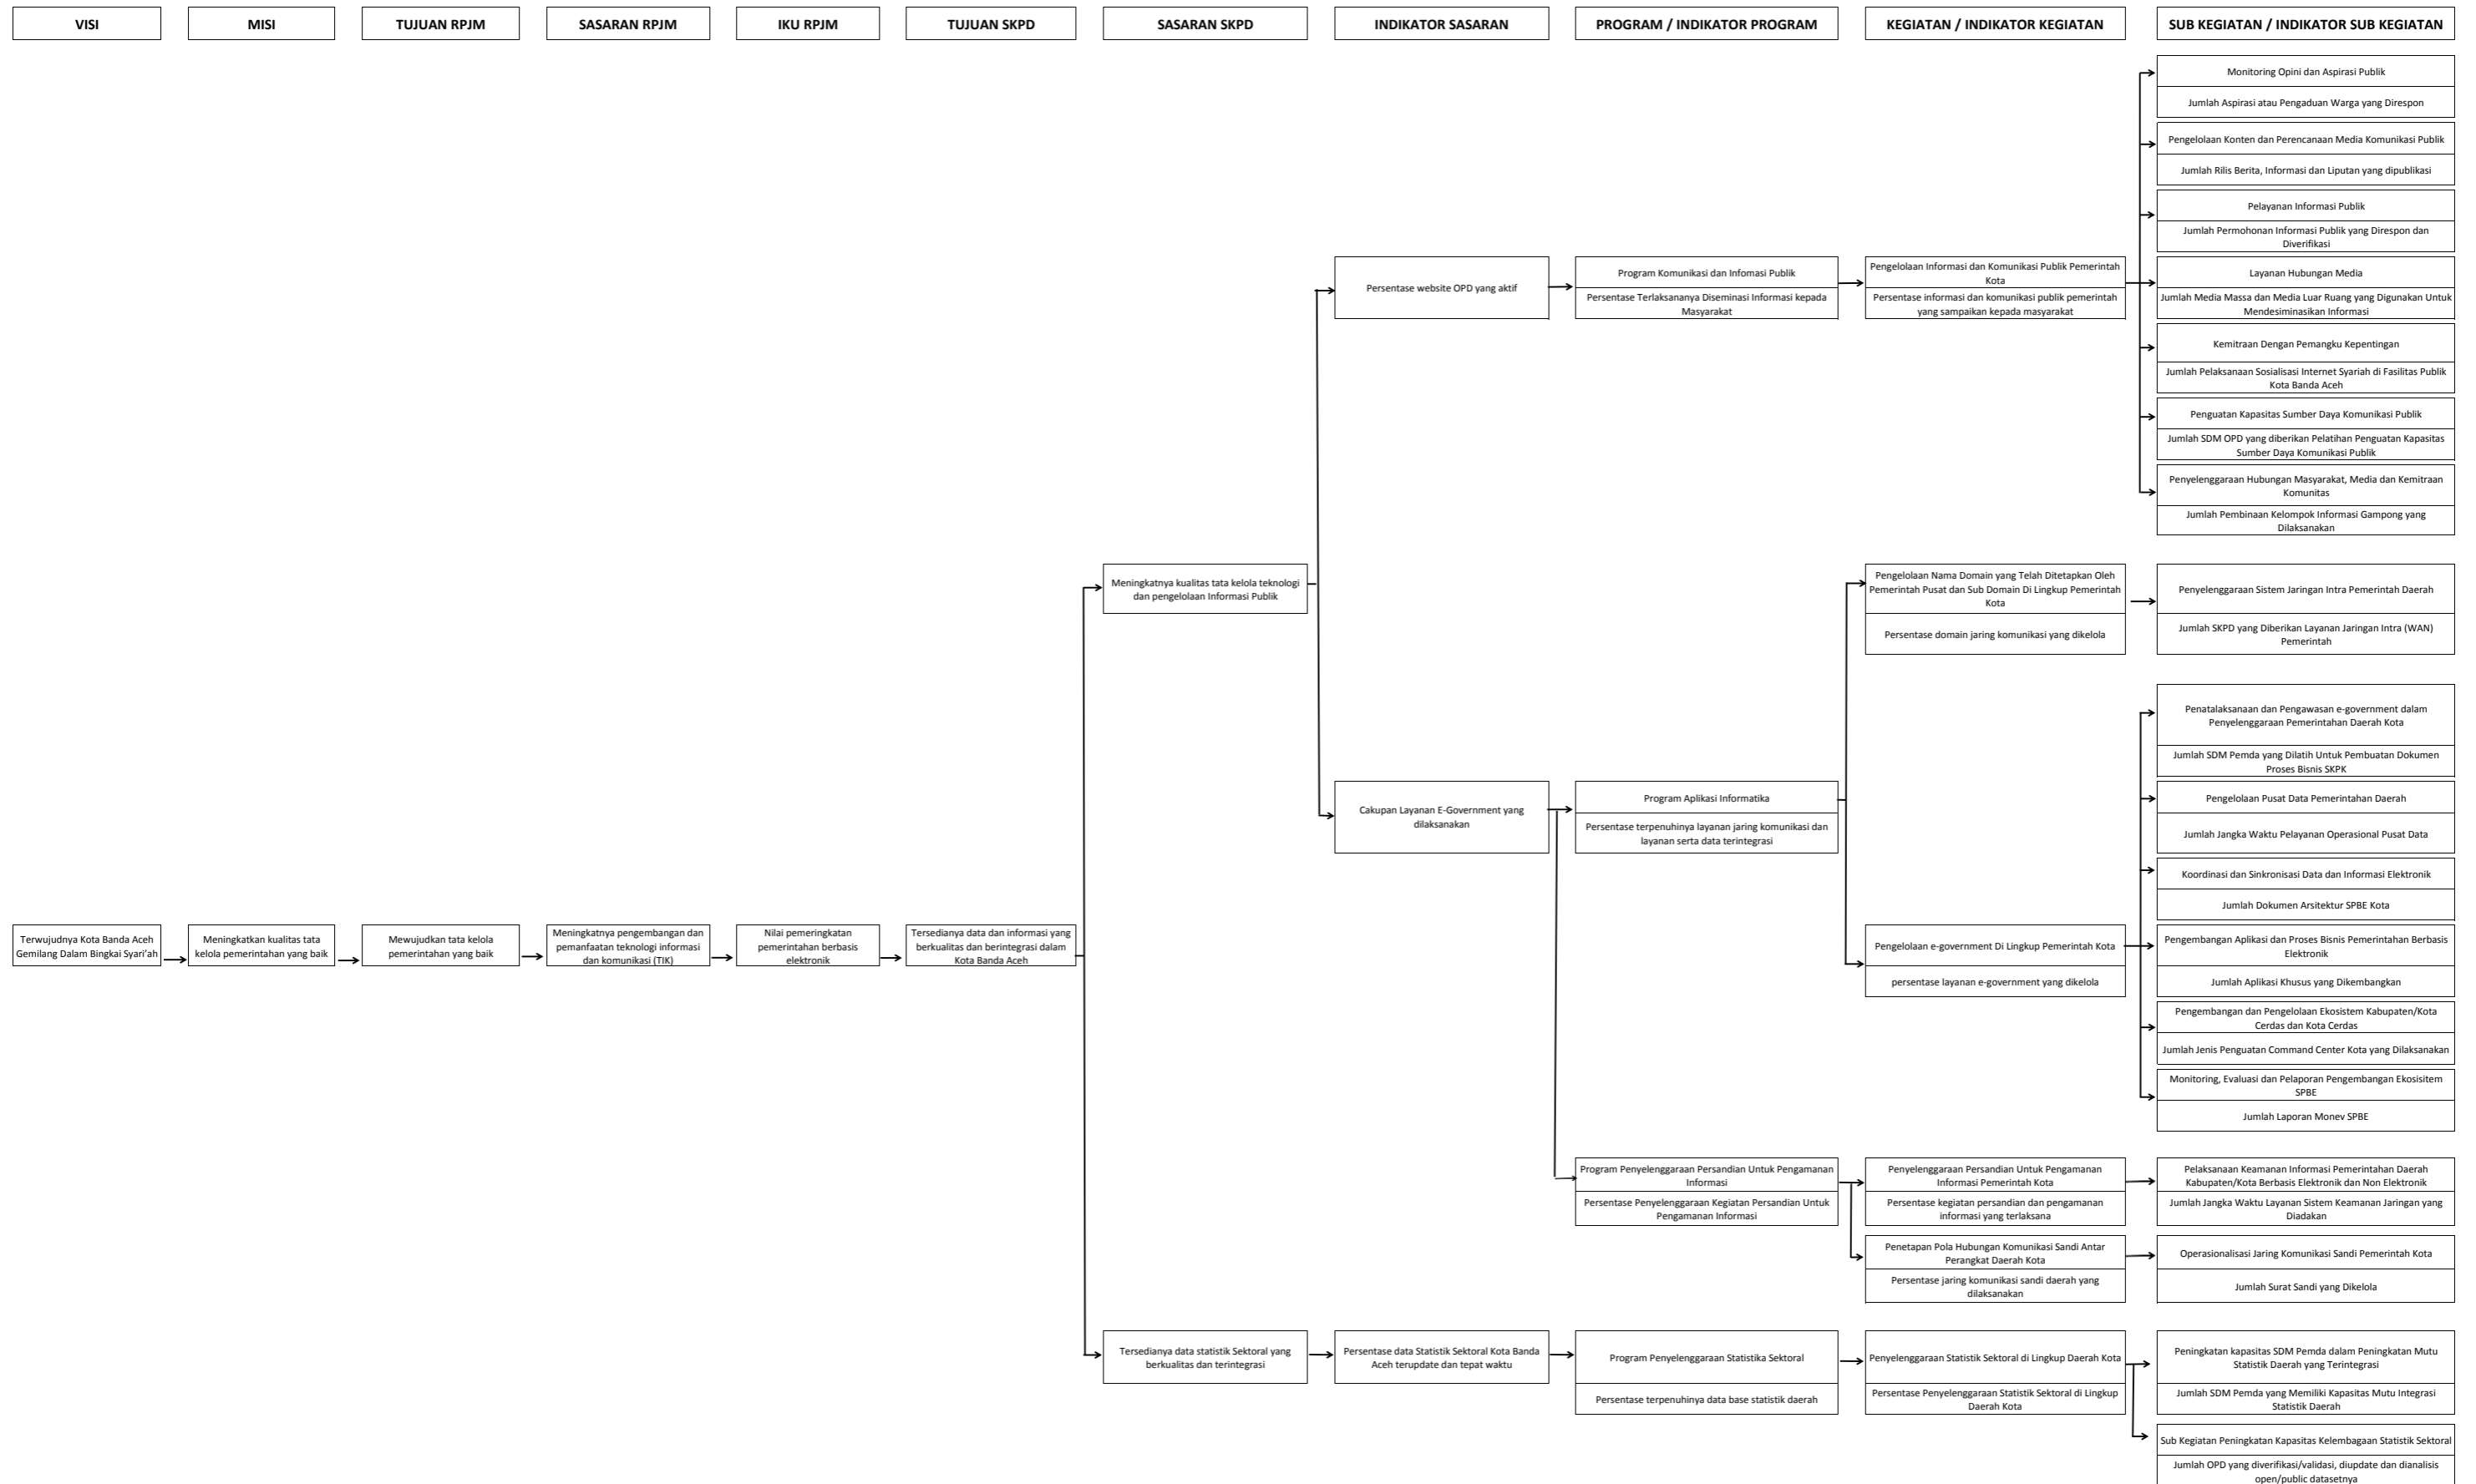 VISI
MISI
TUJUAN RPJM
SASARAN RPJM
IKU RPJM
TUJUAN SKPD
SASARAN SKPD
INDIKATOR SASARAN
PROGRAM / INDIKATOR PROGRAM
KEGIATAN / INDIKATOR KEGIATAN
SUB KEGIATAN / INDIKATOR SUB KEGIATAN
Terwujudnya Kota Banda Aceh
Gemilang Dalam Bingkai Syari'ah
Meningkatkan kualitas tata
kelola pemerintahan yang baik
Mewujudkan tata kelola
pemerintahan yang baik
Meningkatnya pengembangan dan
pemanfaatan teknologi informasi
dan komunikasi (TIK)
Nilai pemeringkatan
pemerintahan berbasis
elektronik
Tersedianya data dan informasi yang
berkualitas dan berintegrasi dalam
Kota Banda Aceh
Meningkatnya kualitas tata kelola teknologi
dan pengelolaan Informasi Publik
Persentase website OPD yang aktif
Program Komunikasi dan Infomasi Publik
Persentase Terlaksananya Diseminasi Informasi kepada
Masyarakat
Pengelolaan Informasi dan Komunikasi Publik Pemerintah
Kota
Persentase informasi dan komunikasi publik pemerintah
yang sampaikan kepada masyarakat
Monitoring Opini dan Aspirasi Publik
Jumlah Aspirasi atau Pengaduan Warga yang Direspon
Pengelolaan Konten dan Perencanaan Media Komunikasi Publik
Jumlah Rilis Berita, Informasi dan Liputan yang dipublikasi
Pelayanan Informasi Publik
Jumlah Permohonan Informasi Publik yang Direspon dan
Diverifikasi
Layanan Hubungan Media
Jumlah Media Massa dan Media Luar Ruang yang Digunakan Untuk
Mendesiminasikan Informasi
Kemitraan Dengan Pemangku Kepentingan
Jumlah Pelaksanaan Sosialisasi Internet Syariah di Fasilitas Publik
Kota Banda Aceh
Penguatan Kapasitas Sumber Daya Komunikasi Publik
Jumlah SDM OPD yang diberikan Pelatihan Penguatan Kapasitas
Sumber Daya Komunikasi Publik
Penyelenggaraan Hubungan Masyarakat, Media dan Kemitraan
Komunitas
Jumlah Pembinaan Kelompok Informasi Gampong yang
Dilaksanakan
Cakupan Layanan E-Government yang
dilaksanakan
Program Aplikasi Informatika
Persentase terpenuhinya layanan jaring komunikasi dan
layanan serta data terintegrasi
Pengelolaan Nama Domain yang Telah Ditetapkan Oleh
Pemerintah Pusat dan Sub Domain Di Lingkup Pemerintah
Kota
Persentase domain jaring komunikasi yang dikelola
Penyelenggaraan Sistem Jaringan Intra Pemerintah Daerah
Jumlah SKPD yang Diberikan Layanan Jaringan Intra (WAN)
Pemerintah
Pengelolaan e-government Di Lingkup Pemerintah Kota
persentase layanan e-government yang dikelola
Penatalaksanaan dan Pengawasan e-government dalam
Penyelenggaraan Pemerintahan Daerah Kota
Jumlah SDM Pemda yang Dilatih Untuk Pembuatan Dokumen
Proses Bisnis SKPK
Pengelolaan Pusat Data Pemerintahan Daerah
Jumlah Jangka Waktu Pelayanan Operasional Pusat Data
Koordinasi dan Sinkronisasi Data dan Informasi Elektronik
Jumlah Dokumen Arsitektur SPBE Kota
Pengembangan Aplikasi dan Proses Bisnis Pemerintahan Berbasis
Elektronik
Jumlah Aplikasi Khusus yang Dikembangkan
Pengembangan dan Pengelolaan Ekosistem Kabupaten/Kota
Cerdas dan Kota Cerdas
Jumlah Jenis Penguatan Command Center Kota yang Dilaksanakan
Monitoring, Evaluasi dan Pelaporan Pengembangan Ekosisitem
SPBE
Jumlah Laporan Monev SPBE
Program Penyelenggaraan Persandian Untuk Pengamanan
Informasi
Persentase Penyelenggaraan Kegiatan Persandian Untuk
Pengamanan Informasi
Penyelenggaraan Persandian Untuk Pengamanan
Informasi Pemerintah Kota
Persentase kegiatan persandian dan pengamanan
informasi yang terlaksana
Pelaksanaan Keamanan Informasi Pemerintahan Daerah
Kabupaten/Kota Berbasis Elektronik dan Non Elektronik
Jumlah Jangka Waktu Layanan Sistem Keamanan Jaringan yang
Diadakan
Penetapan Pola Hubungan Komunikasi Sandi Antar
Perangkat Daerah Kota
Persentase jaring komunikasi sandi daerah yang
dilaksanakan
Operasionalisasi Jaring Komunikasi Sandi Pemerintah Kota
Jumlah Surat Sandi yang Dikelola
Tersedianya data statistik Sektoral yang
berkualitas dan terintegrasi
Persentase data Statistik Sektoral Kota Banda
Aceh terupdate dan tepat waktu
Program Penyelenggaraan Statistika Sektoral
Persentase terpenuhinya data base statistik daerah
Penyelenggaraan Statistik Sektoral di Lingkup Daerah Kota
Persentase Penyelenggaraan Statistik Sektoral di Lingkup
Daerah Kota
Peningkatan kapasitas SDM Pemda dalam Peningkatan Mutu
Statistik Daerah yang Terintegrasi
Jumlah SDM Pemda yang Memiliki Kapasitas Mutu Integrasi
Statistik Daerah
Sub Kegiatan Peningkatan Kapasitas Kelembagaan Statistik Sektoral
Jumlah OPD yang diverifikasi/validasi, diupdate dan dianalisis
open/public datasetnya